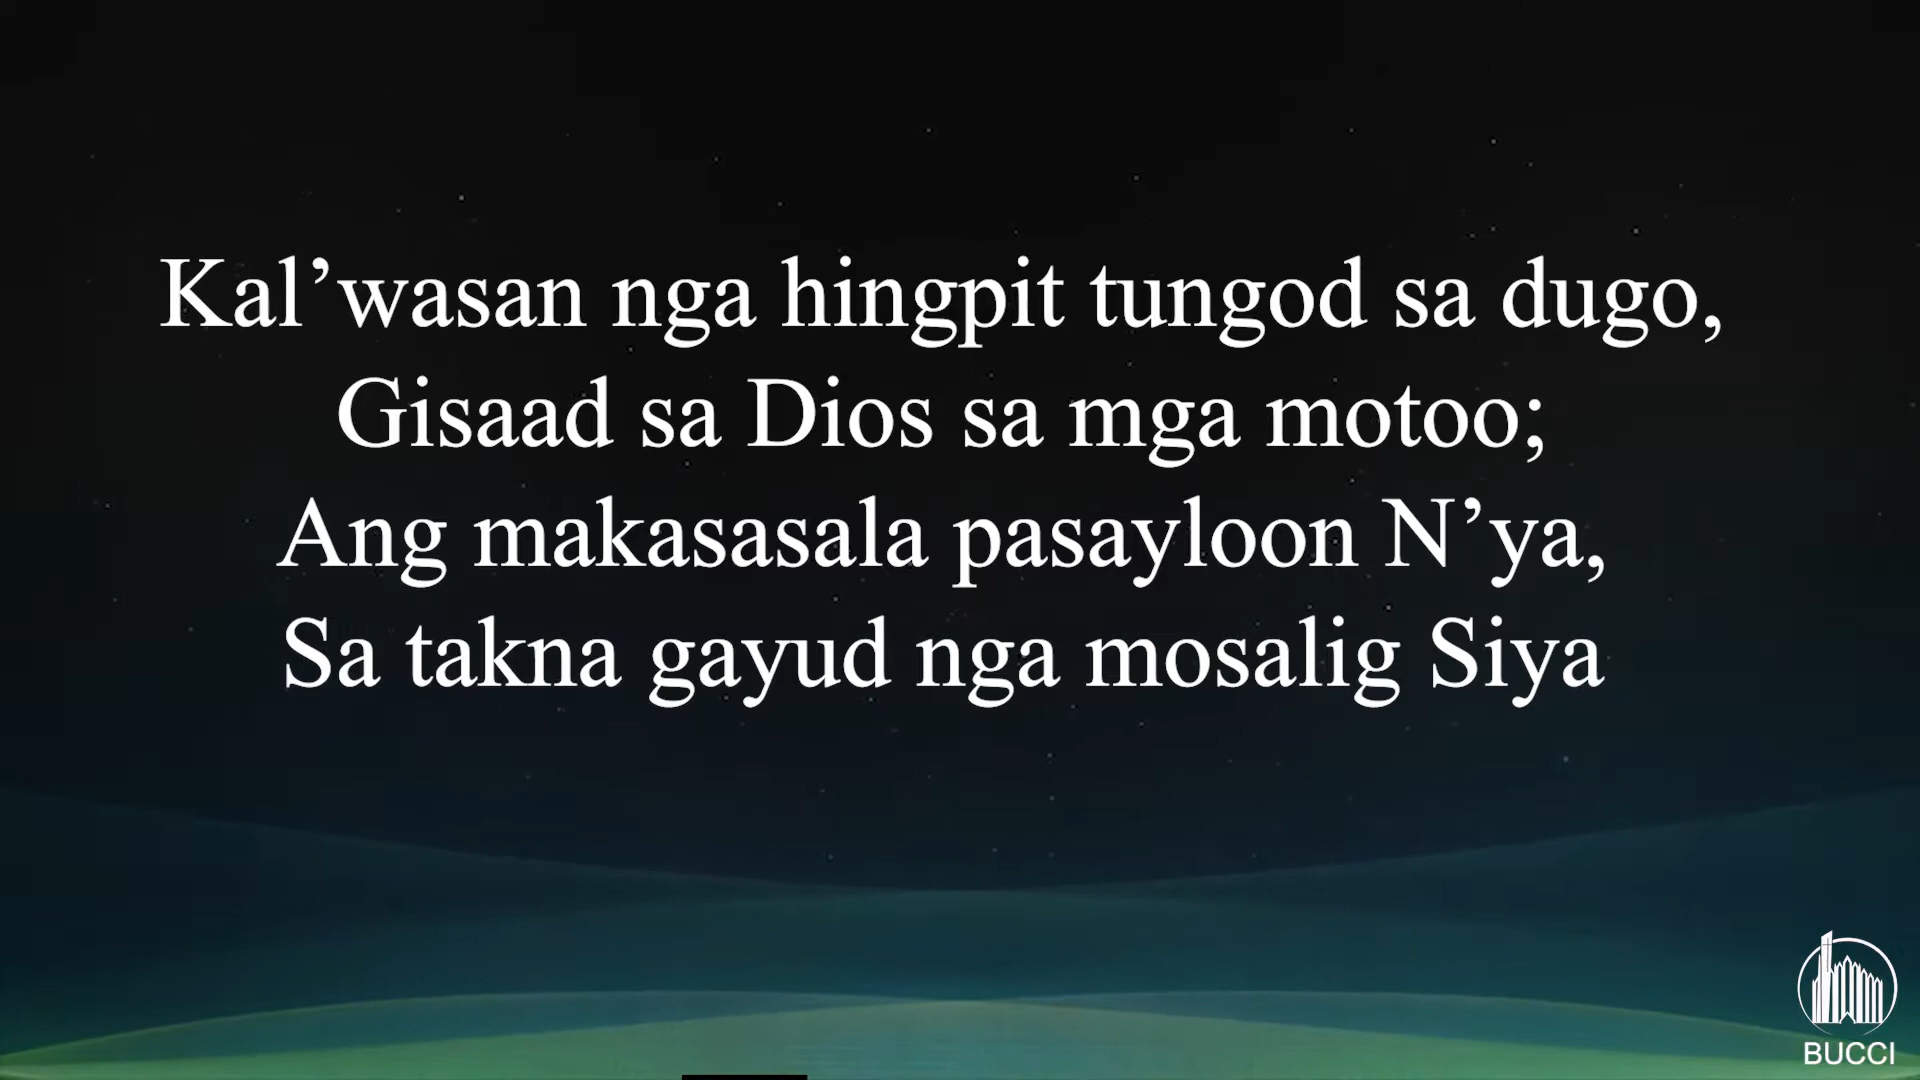 Kal’wasan nga hingpit tungod sa dugo,
Gisaad sa Dios sa mga motoo;
Ang makasasala pasayloon N’ya,
Sa takna gayud nga mosalig Siya
BUCCI